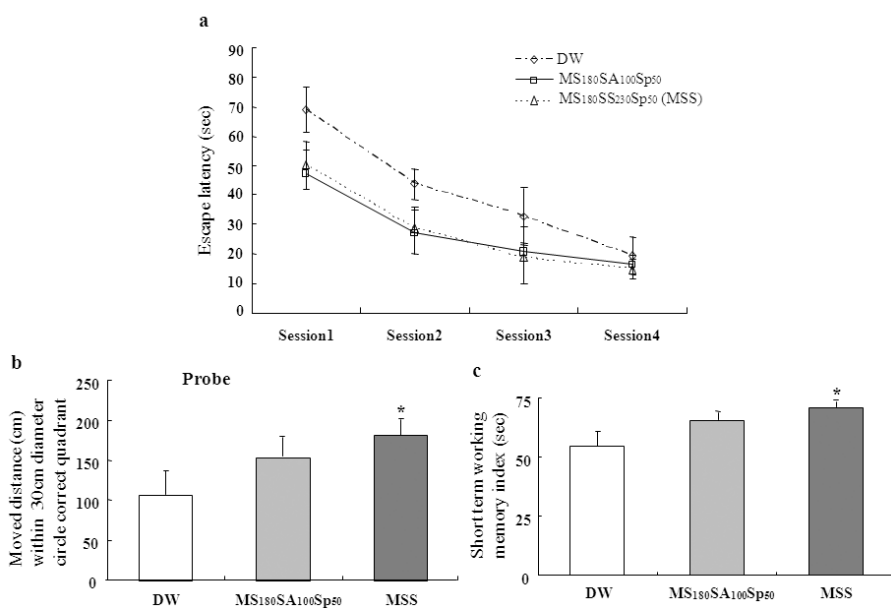 a
Escape latency (sec)
90
80
70
60
50
40
30
20
10
0
DW
MS180SA100Sp50
MS180SS230Sp50 (MSS)
Session1 Session2 Session3 Session4
b
Probe
Moved distance (cm)
within 30cm diameter
circle correct quadrant
250
200
150
100
50
0
DW MS180SA100Sp50 MSS
*
c
Short term working
memory index (sec)
75
50
25
0
DW MS180SA100Sp50 MSS
*